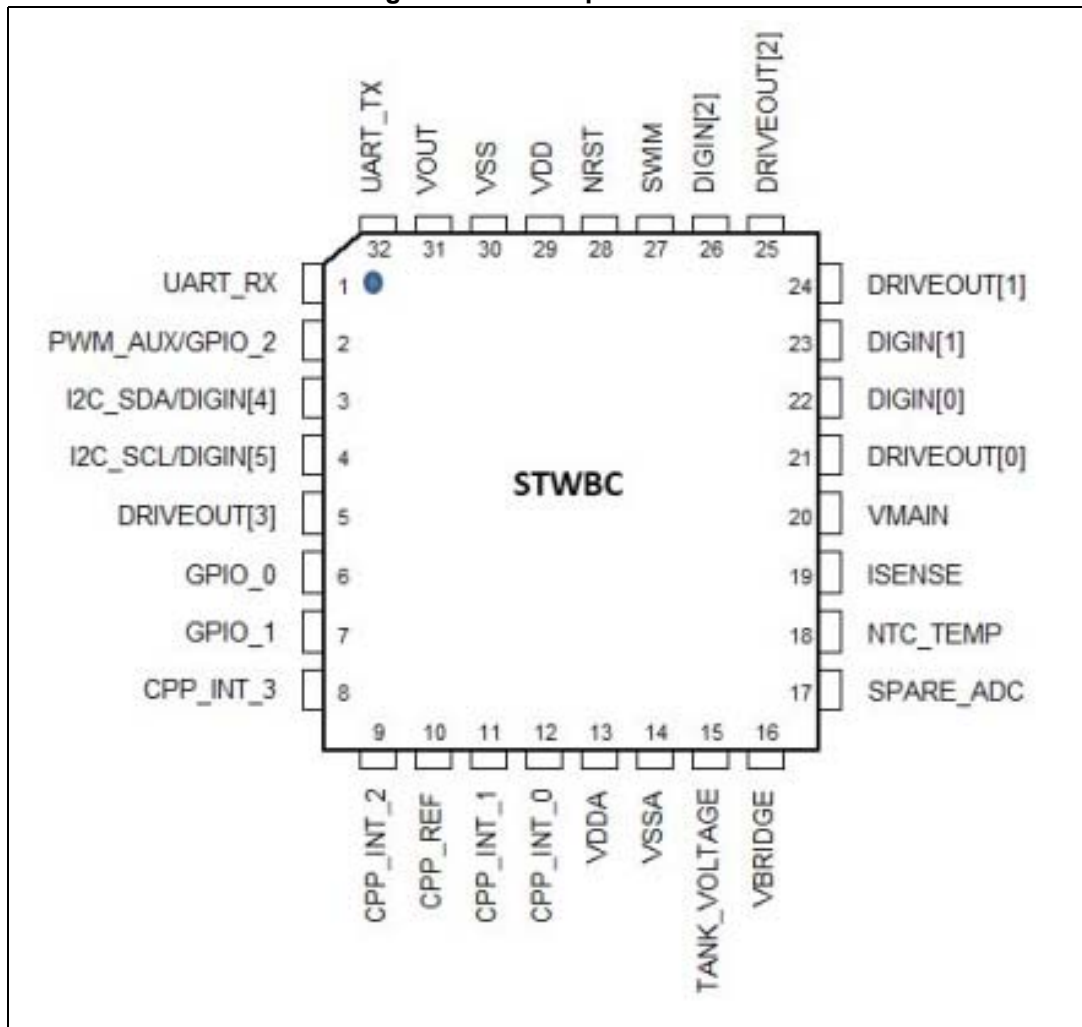 UART_TX
VOUT
VSS
VDD
NRST
SWIM
DIGIN[2]
DRIVEOUT[2]
32 31 30 29 28 27 26 25
UART_RX 1 24 DRIVEOUT[1]
PWM_AUX/GPIO_2 2 23 DIGIN[1]
I2C_SDA/DIGIN[4] 3 22 DIGIN[0]
I2C_SCL/DIGIN[5] 4 21 DRIVEOUT[0]
STWBC
DRIVEOUT[3] 5 20 VMAIN
GPIO_0 6 19 ISENSE
GPIO_1 7 18 NTC_TEMP
CPP_INT_3 8 17 SPARE_ADC
9 10 11 12 13 14 15 16
CPP_INT_2
CPP_REF
CPP_INT_1
CPP_INT_0
VDDA
VSSA
TANK_VOLTAGE
VBRIDGE